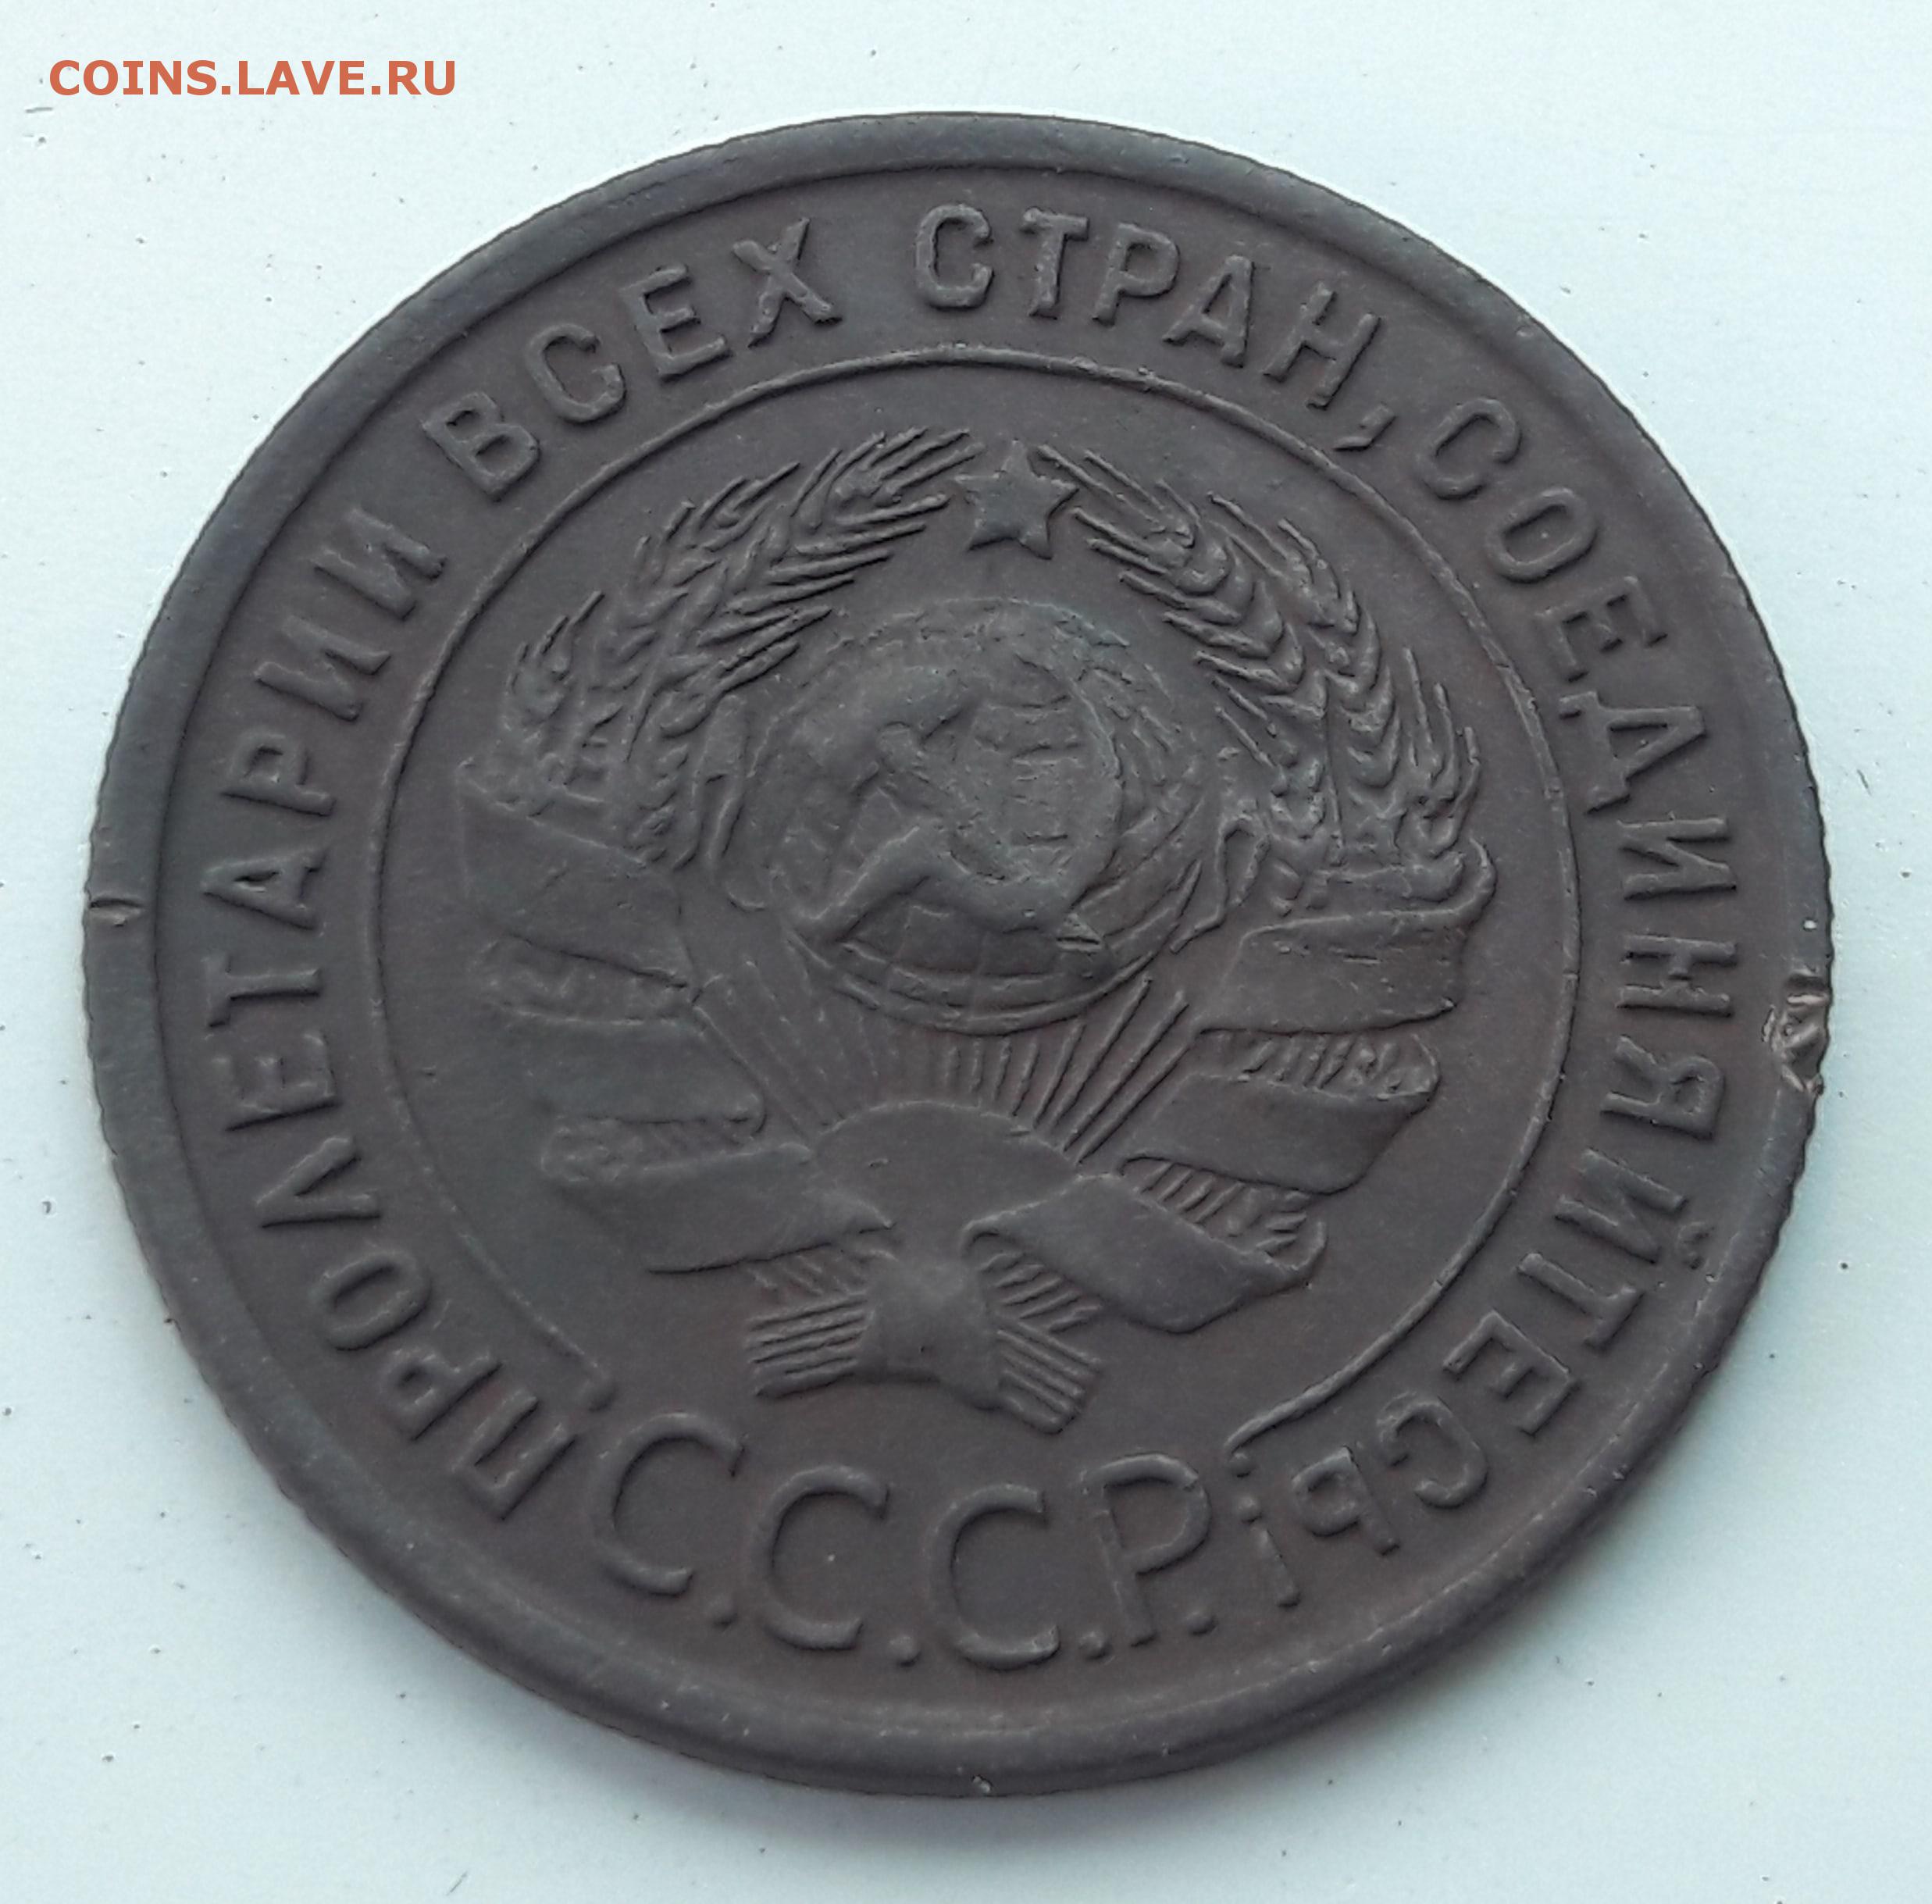 COINS.LAVE.RU
ПРОЛЕТАРИИ ВСЕХ СТРАН, СОЕДИНЯЙТЕСЬ!
С.С.С.Р.